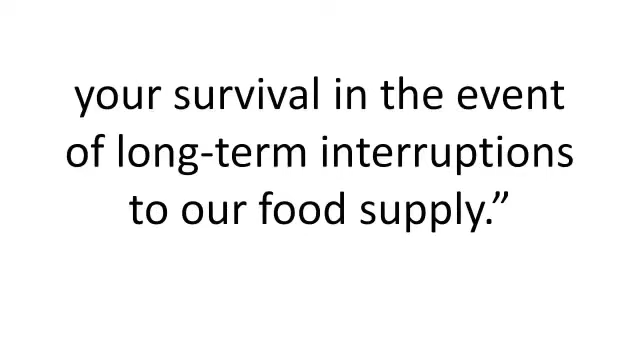 your survival in the event
of long-term interruptions
to our food supply.”